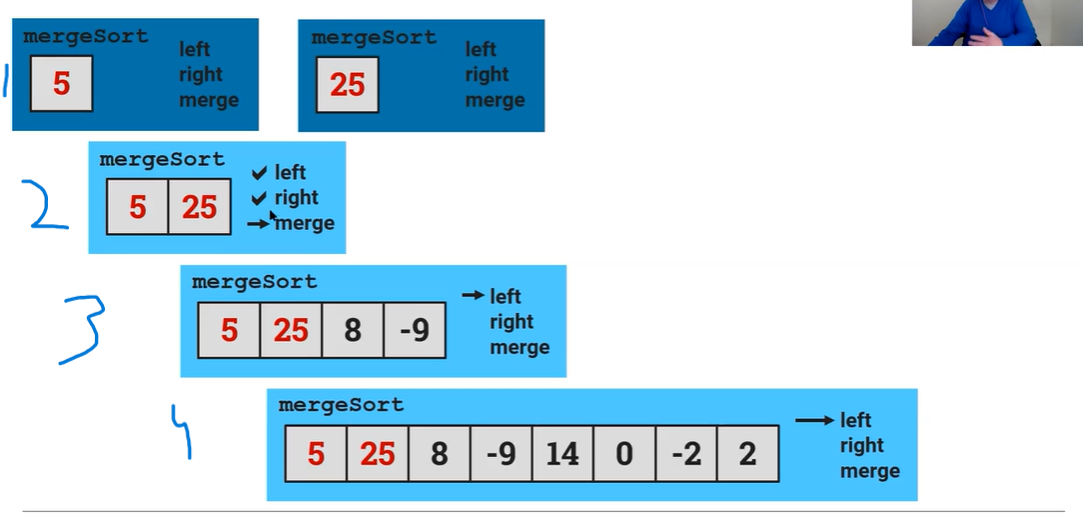 mergeSort
5
left
right
merge
mergeSort
25
left
right
merge
1
mergeSort
5 25
left
right
merge
2
mergeSort
5 25 8 -9
left
right
merge
3
mergeSort
5 25 8 -9 14 0 -2 2
left
right
merge
4